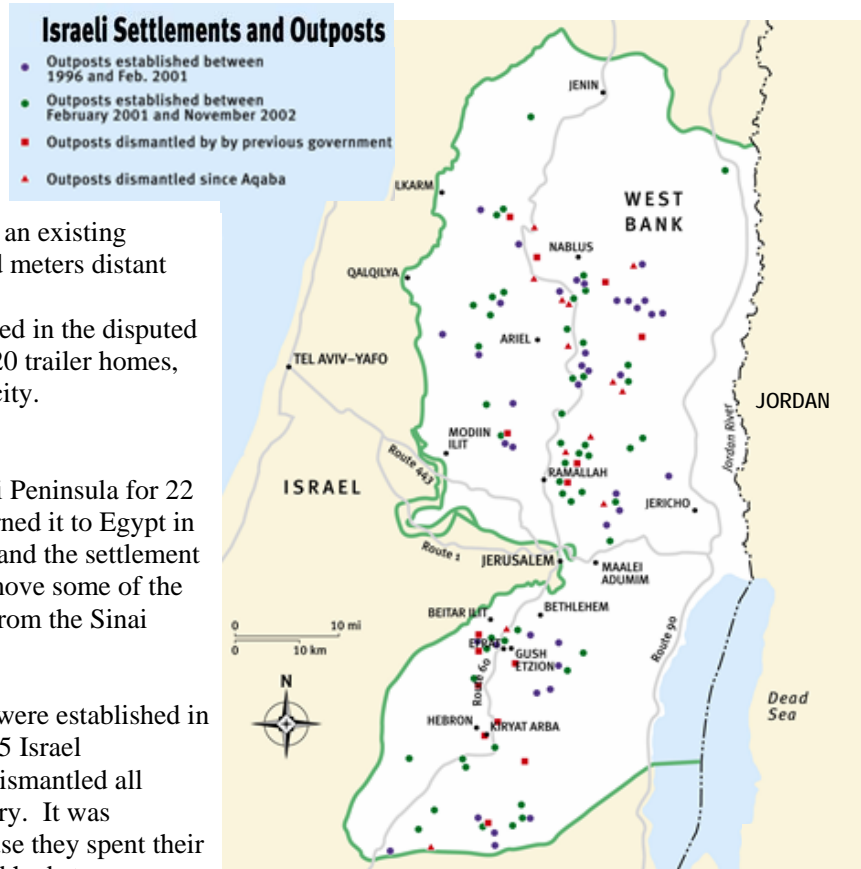 Israeli Settlements and Outposts
Outposts established between
1996 and Feb. 2001
Outposts established between
February 2001 and November 2002
Outposts dismantled by by previous government
Outposts dismantled since Aqaba
an existing
meters distant
ed in the disputed
20 trailer homes,
city.
i Peninsula for 22
rned it to Egypt in
and the settlement
move some of the
from the Sinai
were established in
5 Israel
ismantled all
ry. It was
se they spent their
JENIN
LKARM
WEST
BANK
NABLUS
QALQILYA
ARIEL
TEL AVIV–YAFO
JORDAN
Jordan River
MODIIN
ILIT
Route 443
RAMALLAH
ISRAEL
JERICHO
Route 1
JERUSALEM
MAALEI
ADUMIM
BEITAR ILIT
BETHLEHEM
0 10 mi
0 10 km
EFRAT
GUSH
ETZION
Route 60
Route 90
N
Dead
Sea
HEBRON
KIRYAT ARBA